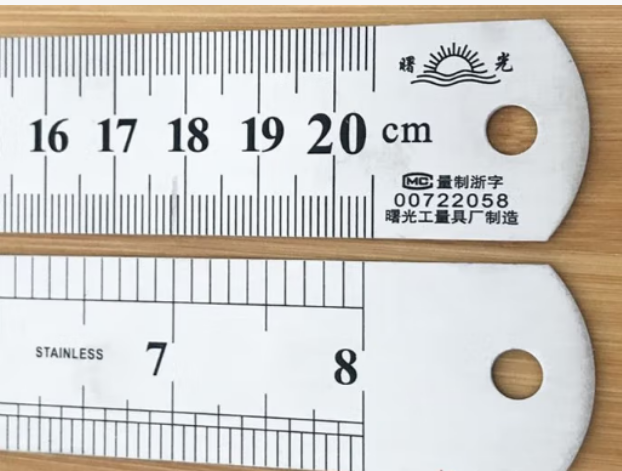 曙 光
16 17 18 19 20 cm
MC 量制浙字
00722058
曙光工量具厂制造
STAINLESS 7 8